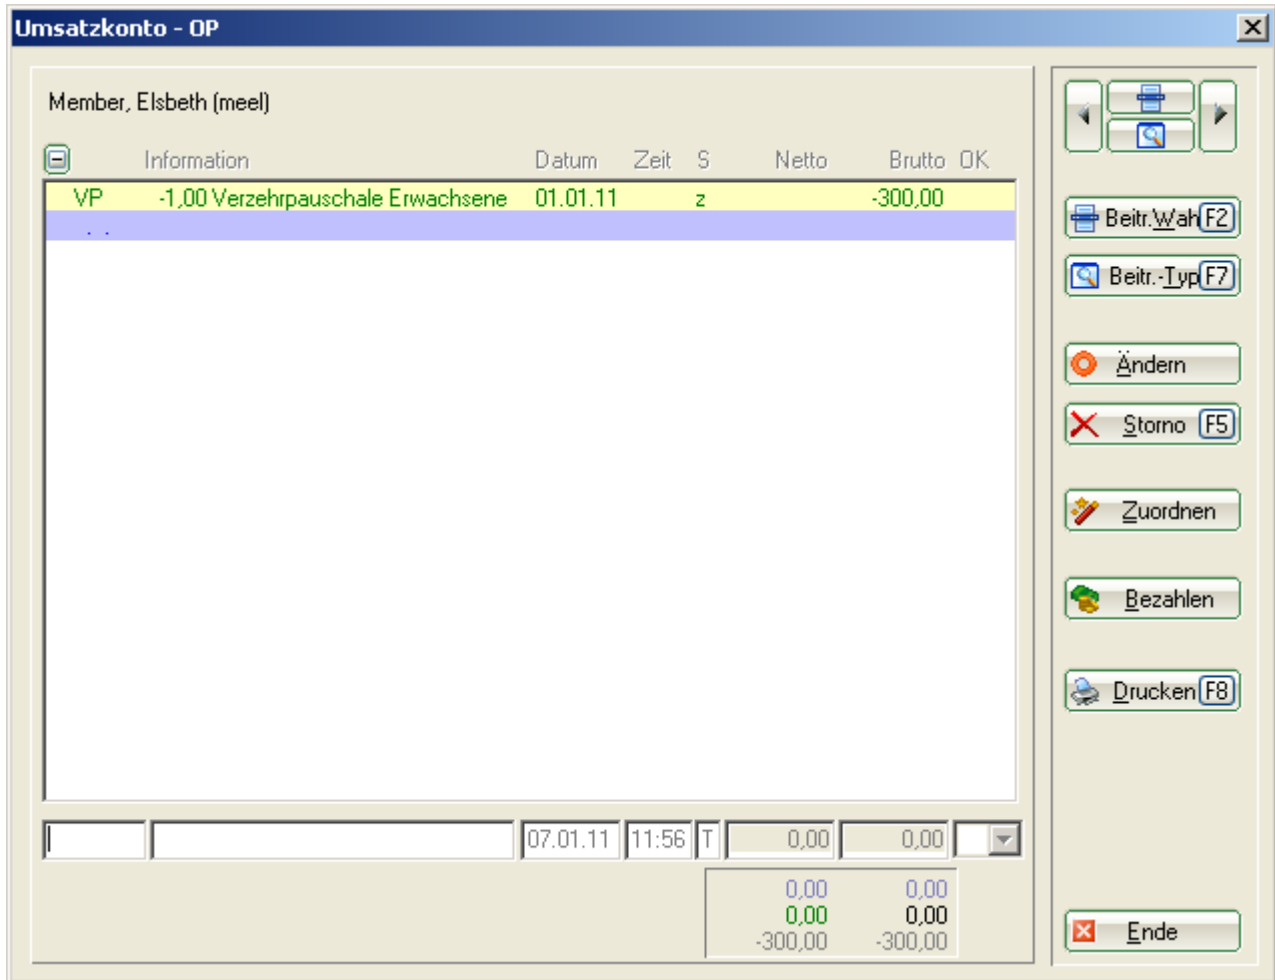 Umsatzkonto - OP
Member, Elsbeth (meel)
Information Datum Zeit S Netto Brutto OK
VP -1,00 Verzehrpauschale Erwachsene 01.01.11 z -300,00
. .
07.01.11 11:56 T 0,00 0,00
0,00 0,00
0,00 0,00
-300,00 -300,00
Beitr.Wah F2
Beitr.-Typ F7
Ändern
Storno F5
Zuordnen
Bezahlen
Drucken F8
Ende